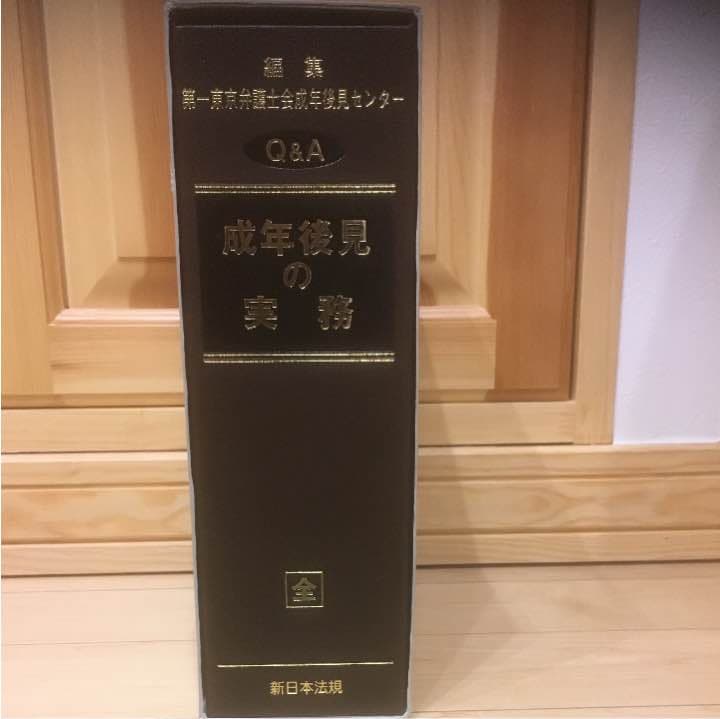 編集
第一東京弁護士会成年後見センター
Q&A
成年後見
の
実務
全
新日本法規